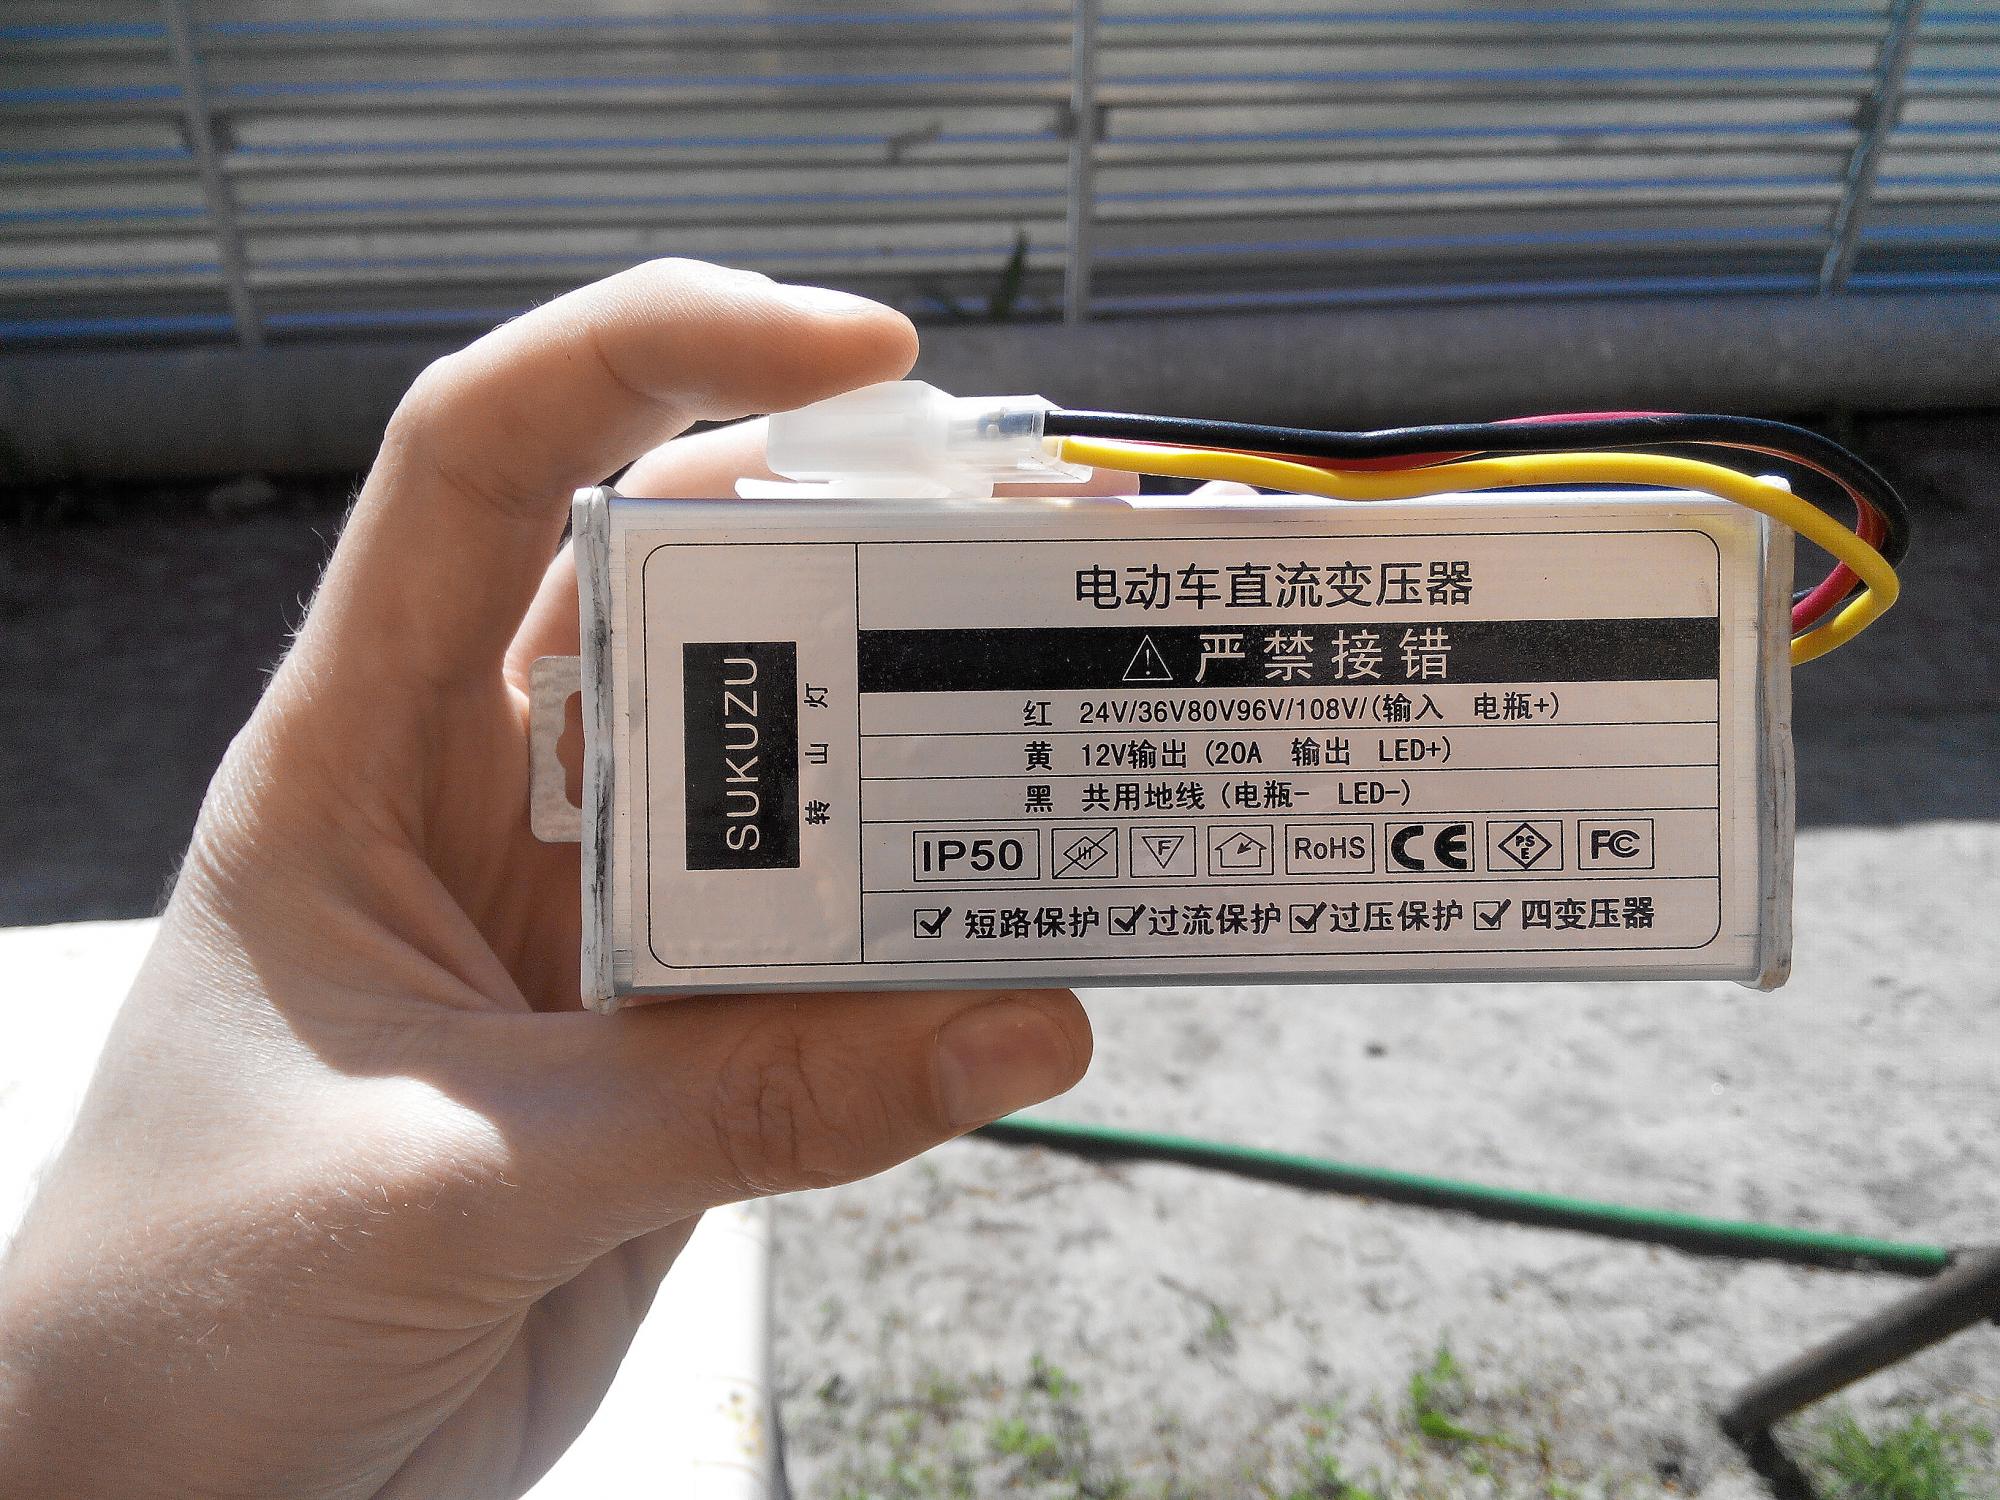 SUKUZU
转山灯
电动车直流变压器
严禁接错
红 24V/36V80V96V/108V/(输入 电瓶+)
黄 12V输出 (20A 输出 LED+)
黑 共用地线 (电瓶- LED-)
IP50 F RoHS CE PSE FC
短路保护 过流保护 过压保护 四变压器